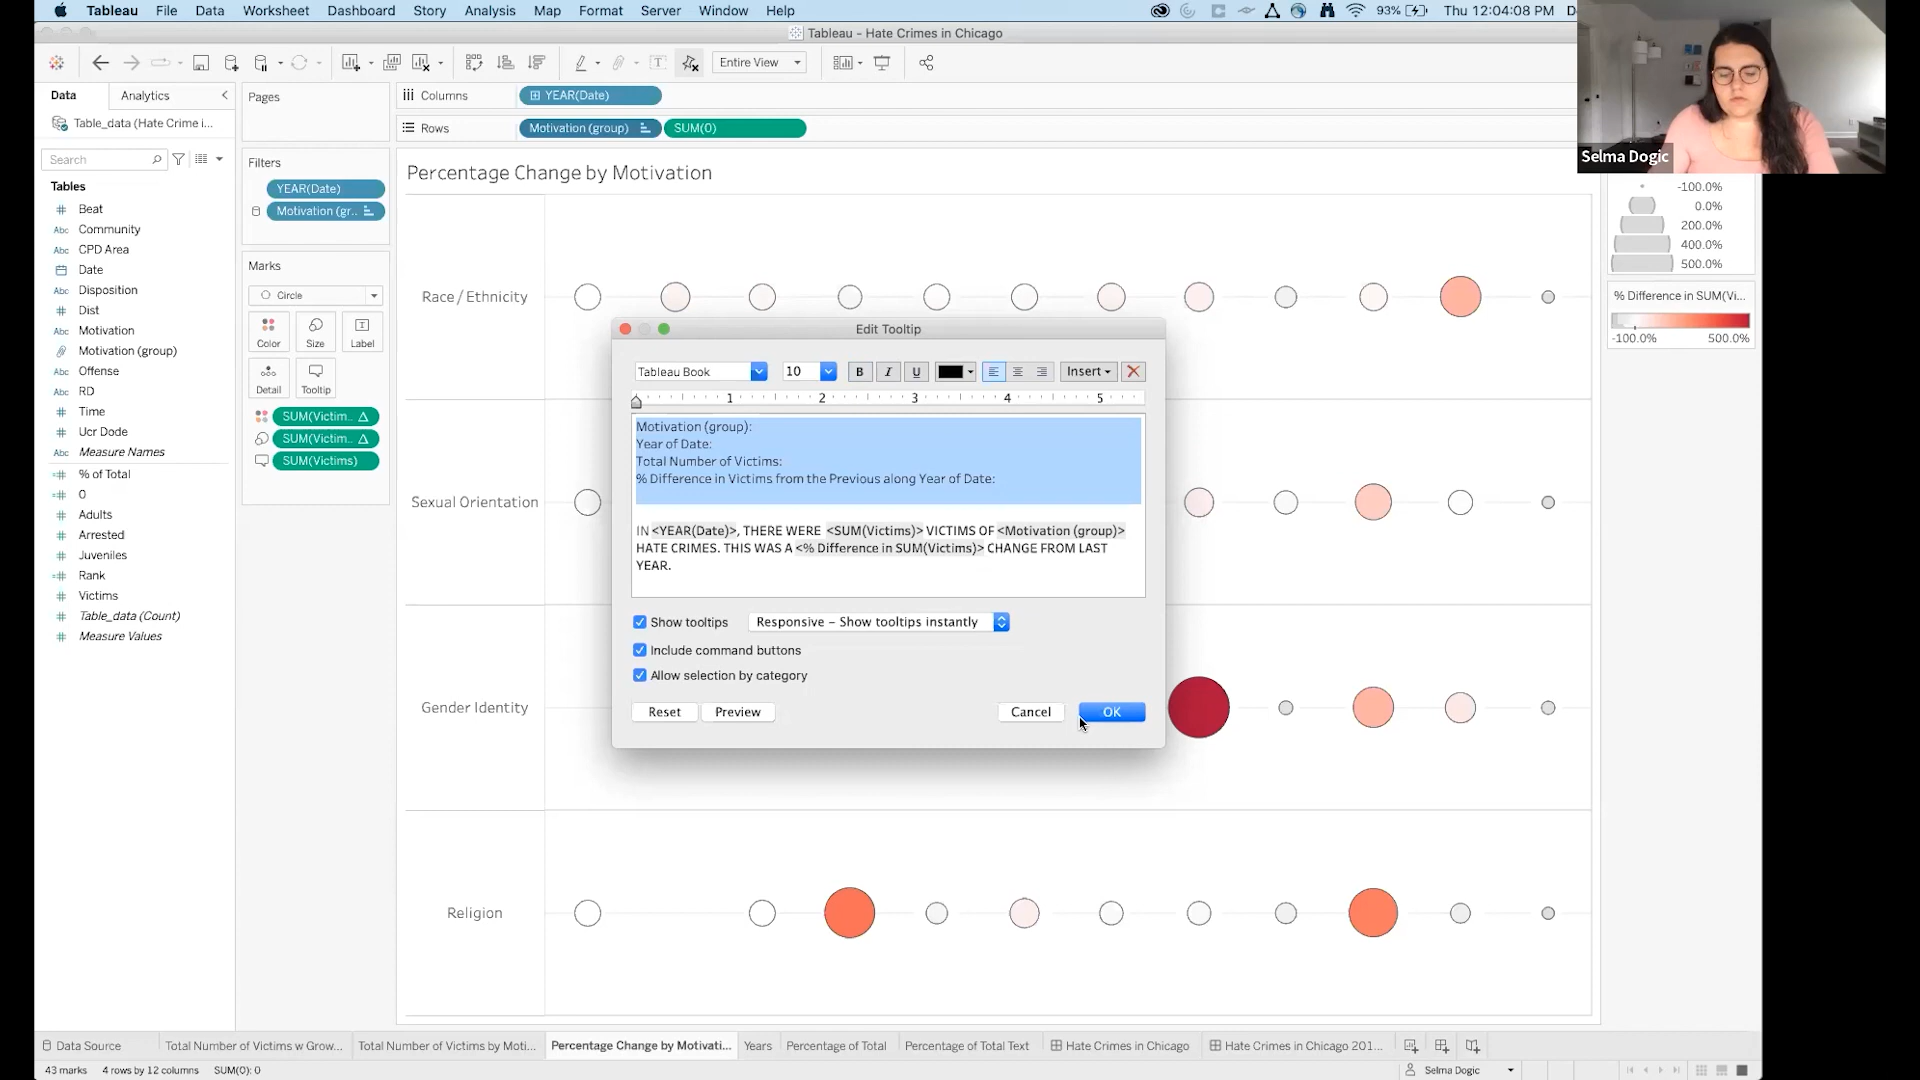 Tableau File Data Worksheet Dashboard Story Analysis Map Format Server Window Help 93% Thu 12:04:08 PM D
Tableau - Hate Crimes in Chicago
Entire View
Data Analytics
Table_data (Hate Crime i...
Search
Tables
Beat
Abc Community
Abc CPD Area
Date
Abc Disposition
Dist
Abc Motivation
Motivation (group)
Abc Offense
RD
Abc Time
Ucr Dode
Abc Measure Names
% of Total
0
Adults
Arrested
Juveniles
Rank
Victims
Table_data (Count)
Measure Values
Pages
Filters
YEAR(Date)
Motivation (gr..
Marks
Circle
Color Size Label
Detail Tooltip
SUM(Victim.. Δ
SUM(Victim.. Δ
SUM(Victims)
Columns YEAR(Date)
Rows Motivation (group) SUM(0)
Percentage Change by Motivation
Race / Ethnicity
Sexual Orientation
Gender Identity
Religion
Edit Tooltip
Tableau Book 10 B I U Insert
1 2 3 4 5
Motivation (group):
Year of Date:
Total Number of Victims:
% Difference in Victims from the Previous along Year of Date:
IN <YEAR(Date)>, THERE WERE <SUM(Victims)> VICTIMS OF <Motivation (group)>
HATE CRIMES. THIS WAS A <% Difference in SUM(Victims)> CHANGE FROM LAST
YEAR.
Show tooltips Responsive – Show tooltips instantly
Include command buttons
Allow selection by category
Reset Preview Cancel OK
Selma Dogic
-100.0%
0.0%
200.0%
400.0%
500.0%
% Difference in SUM(Vi...
-100.0% 500.0%
Data Source Total Number of Victims w Grow... Total Number of Victims by Moti... Percentage Change by Motivati... Years Percentage of Total Percentage of Total Text Hate Crimes in Chicago Hate Crimes in Chicago 201...
43 marks 4 rows by 12 columns SUM(0): 0 Selma Dogic